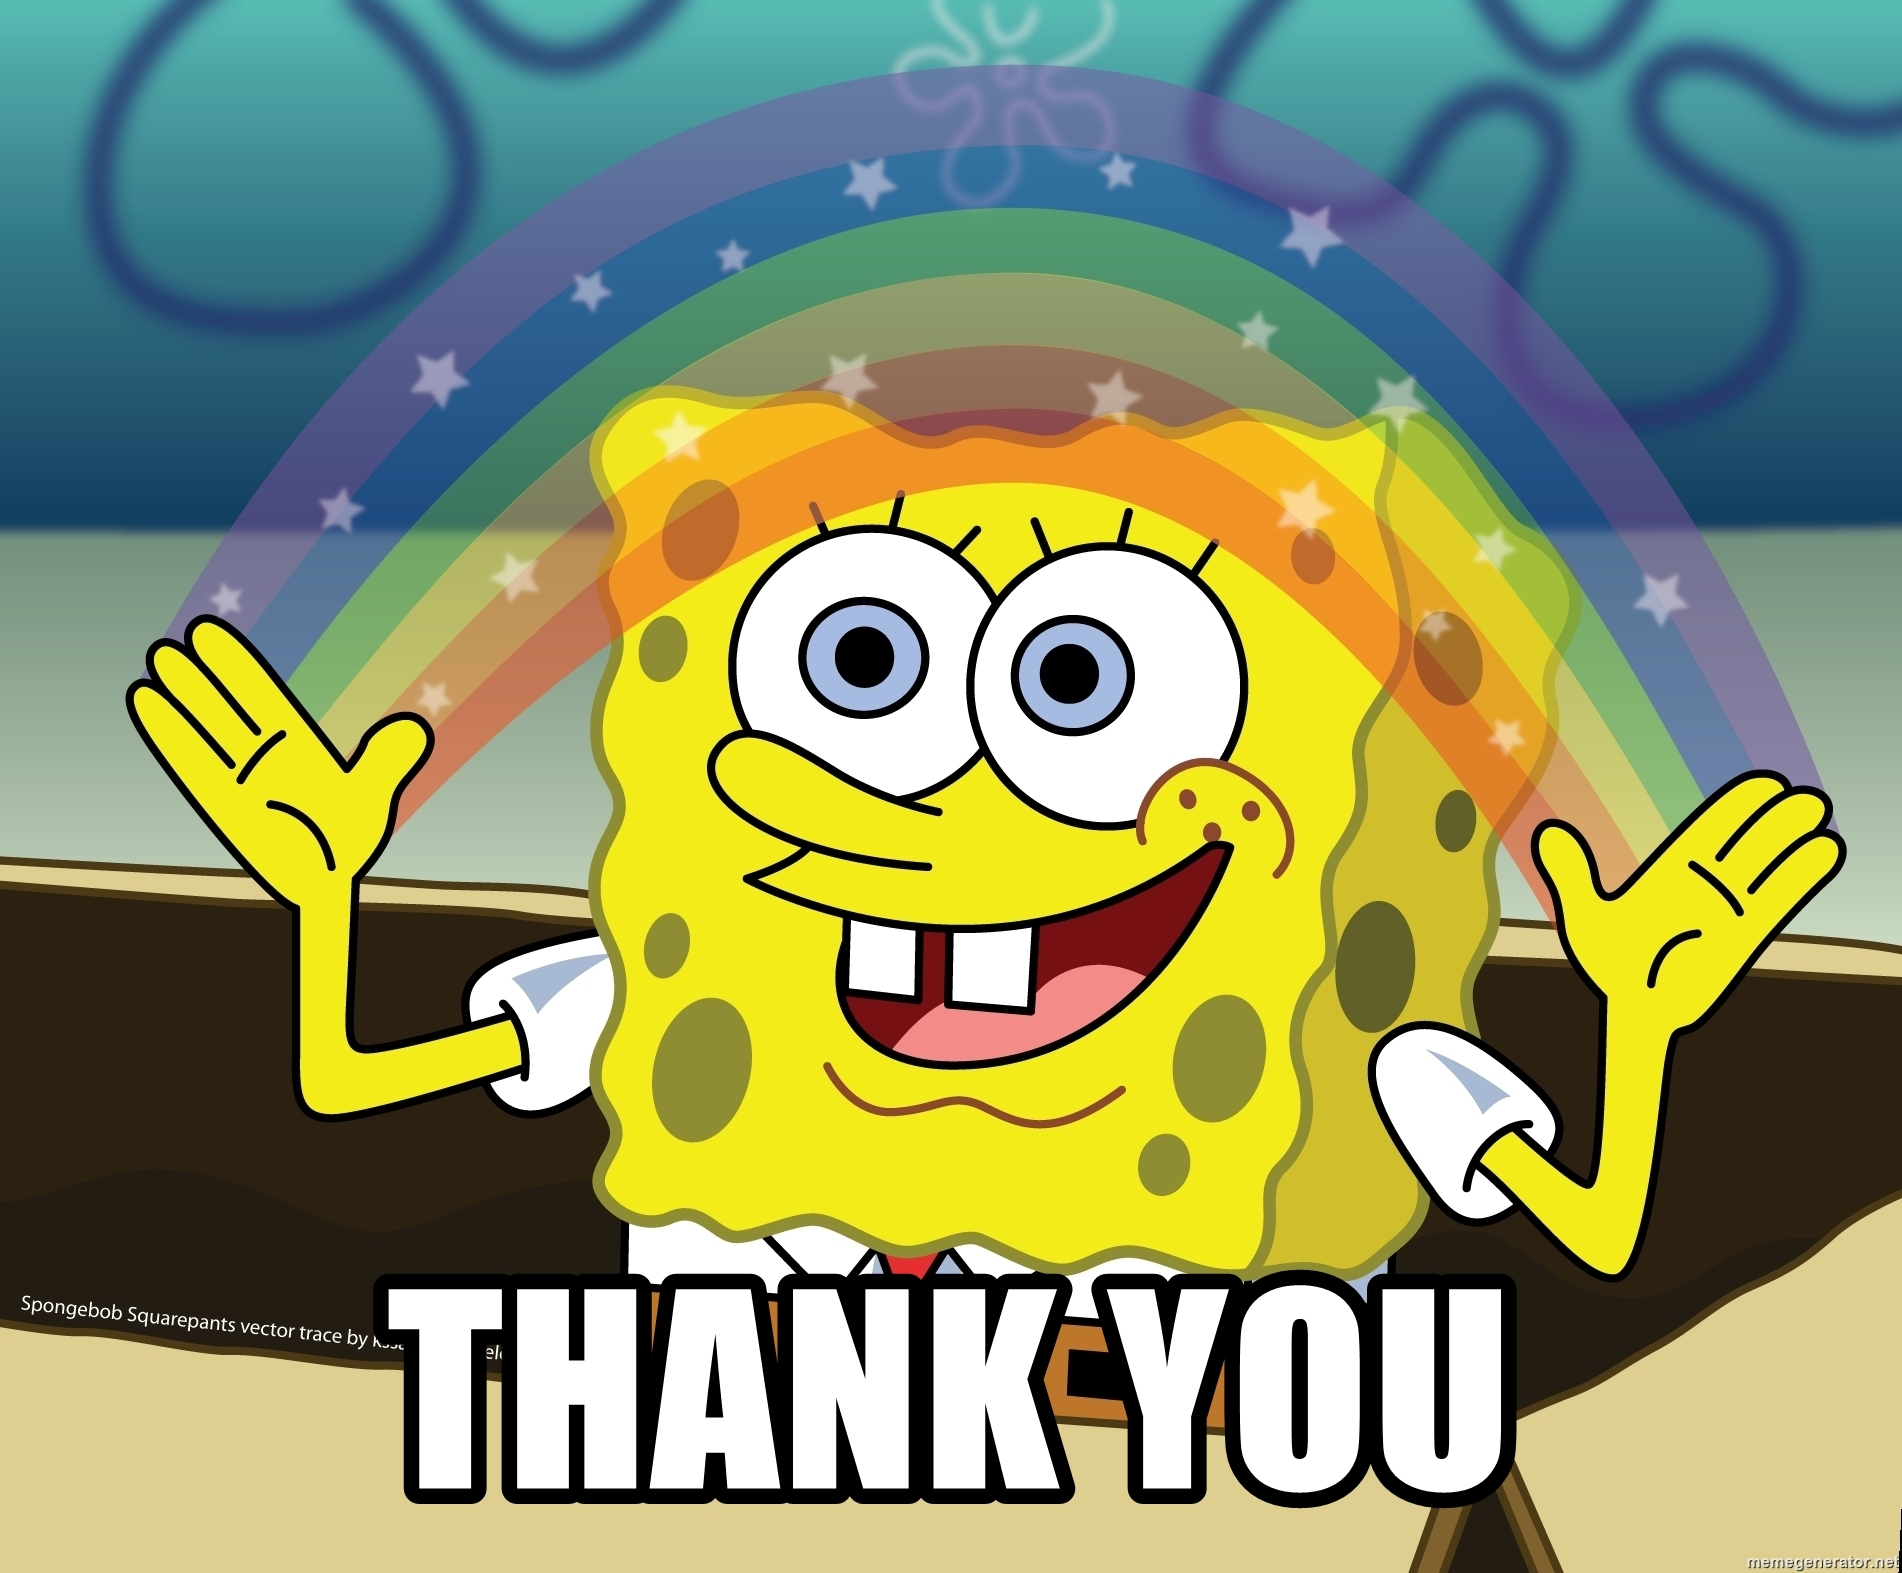 Spongebob Squarepants vector trace by
THANK YOU
memegenerator.net